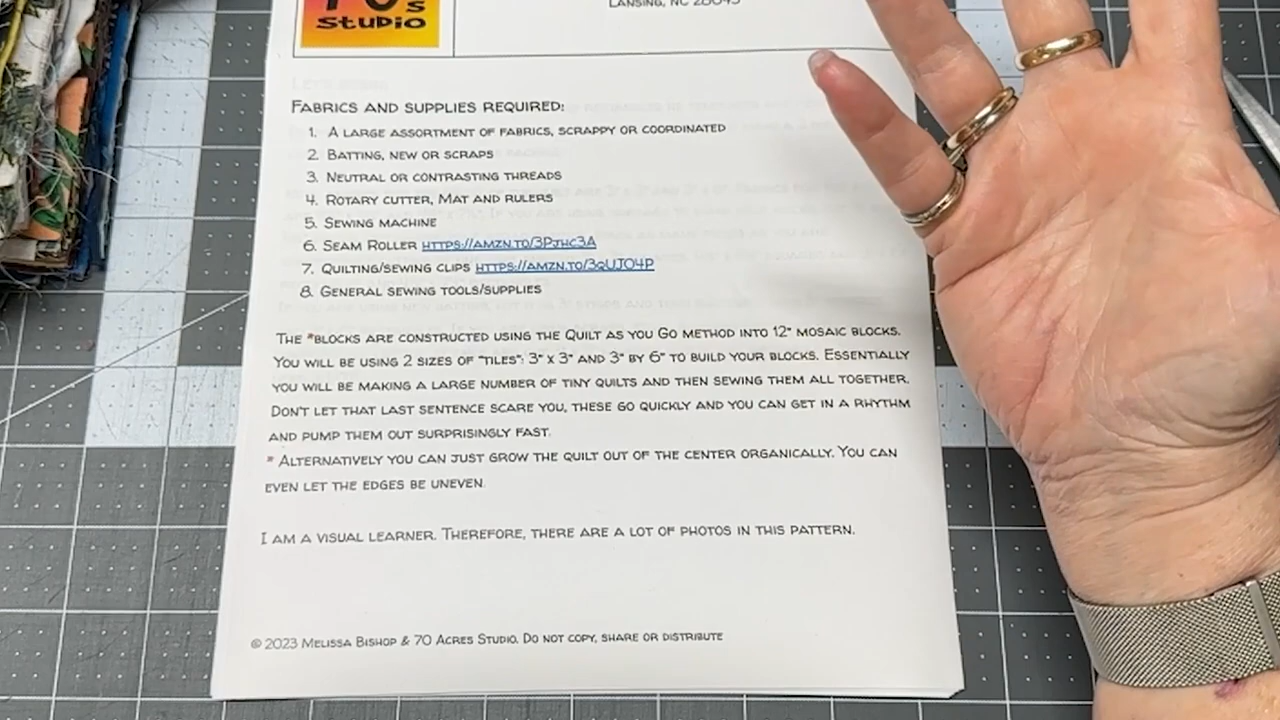 70s
STUDIO
LANSING, NC 28643
FABRICS AND SUPPLIES REQUIRED:
1. A LARGE ASSORTMENT OF FABRICS, SCRAPPY OR COORDINATED
2. BATTING, NEW OR SCRAPS
3. NEUTRAL OR CONTRASTING THREADS
4. ROTARY CUTTER, MAT AND RULERS
5. SEWING MACHINE
6. SEAM ROLLER HTTPS://AMZN.TO/3PJHC3A
7. QUILTING/SEWING CLIPS HTTPS://AMZN.TO/3QUJO4P
8. GENERAL SEWING TOOLS/SUPPLIES
THE *BLOCKS ARE CONSTRUCTED USING THE QUILT AS YOU GO METHOD INTO 12" MOSAIC BLOCKS.
YOU WILL BE USING 2 SIZES OF "TILES": 3" X 3" AND 3" BY 6" TO BUILD YOUR BLOCKS. ESSENTIALLY
YOU WILL BE MAKING A LARGE NUMBER OF TINY QUILTS AND THEN SEWING THEM ALL TOGETHER.
DON'T LET THAT LAST SENTENCE SCARE YOU, THESE GO QUICKLY AND YOU CAN GET IN A RHYTHM
AND PUMP THEM OUT SURPRISINGLY FAST.
* ALTERNATIVELY YOU CAN JUST GROW THE QUILT OUT OF THE CENTER ORGANICALLY. YOU CAN
EVEN LET THE EDGES BE UNEVEN.
I AM A VISUAL LEARNER. THEREFORE, THERE ARE A LOT OF PHOTOS IN THIS PATTERN.
© 2023 MELISSA BISHOP & 70 ACRES STUDIO. DO NOT COPY, SHARE OR DISTRIBUTE